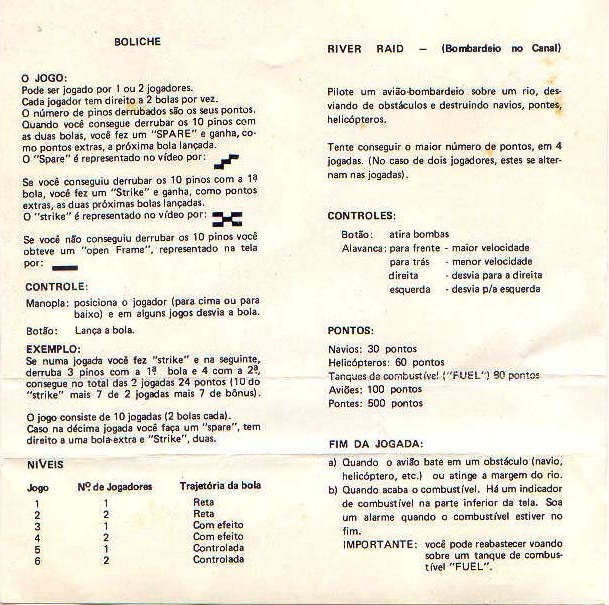 BOLICHE
O JOGO:
Pode ser jogado por 1 ou 2 jogadores.
Cada jogador tem direito a 2 bolas por vez.
O número de pinos derrubados são os seus pontos.
Quando você consegue derrubar os 10 pinos com
as duas bolas, você fez um "SPARE" e ganha, co-
mo pontos extras, a próxima bola lançada.
O "Spare" é representado no vídeo por:
Se você conseguiu derrubar os 10 pinos com a 1ª
bola, você fez um "Strike" e ganha, como pontos
extras, as duas próximas bolas lançadas.
O "strike" é representado no vídeo por:
Se você não conseguiu derrubar os 10 pinos você
obteve um "open Frame", representado na tela
por:
CONTROLE:
Manopla: posiciona o jogador (para cima ou para
baixo) e em alguns jogos desvia a bola.
Botão: Lança a bola.
EXEMPLO:
Se numa jogada você fez "strike" e na seguinte,
derruba 3 pinos com a 1ª bola e 4 com a 2ª,
consegue no total das 2 jogadas 24 pontos (10 do
"strike" mais 7 de 2 jogadas mais 7 de bônus).
O jogo consiste de 10 jogadas (2 bolas cada).
Caso na décima jogada você faça um "spare", tem
direito a uma bola extra e "Strike", duas.
NIVEIS
Jogo Nº de Jogadores Trajetória da bola
1 1 Reta
2 2 Reta
3 1 Com efeito
4 2 Com efeito
5 1 Controlada
6 2 Controlada
RIVER RAID – (Bombardeio no Canal)
Pilote um avião-bombardeio sobre um rio, des-
viando de obstáculos e destruindo navios, pontes,
helicópteros.
Tente conseguir o maior número de pontos, em 4
jogadas. (No caso de dois jogadores, estes se alter-
nam nas jogadas).
CONTROLES:
Botão: atira bombas
Alavanca: para frente - maior velocidade
para trás - menor velocidade
direita - desvia para a direita
esquerda - desvia p/a esquerda
PONTOS:
Navios: 30 pontos
Helicópteros: 60 pontos
Tanques de combustível ("FUEL") 80 pontos
Aviões: 100 pontos
Pontes: 500 pontos
FIM DA JOGADA:
a) Quando o avião bate em um obstáculo (navio,
helicóptero, etc.) ou atinge a margem do rio.
b) Quando acaba o combustível. Há um indicador
de combustível na parte inferior da tela. Soa
um alarme quando o combustível estiver no
fim.
IMPORTANTE: você pode reabastecer voando
sobre um tanque de combus-
tível "FUEL".